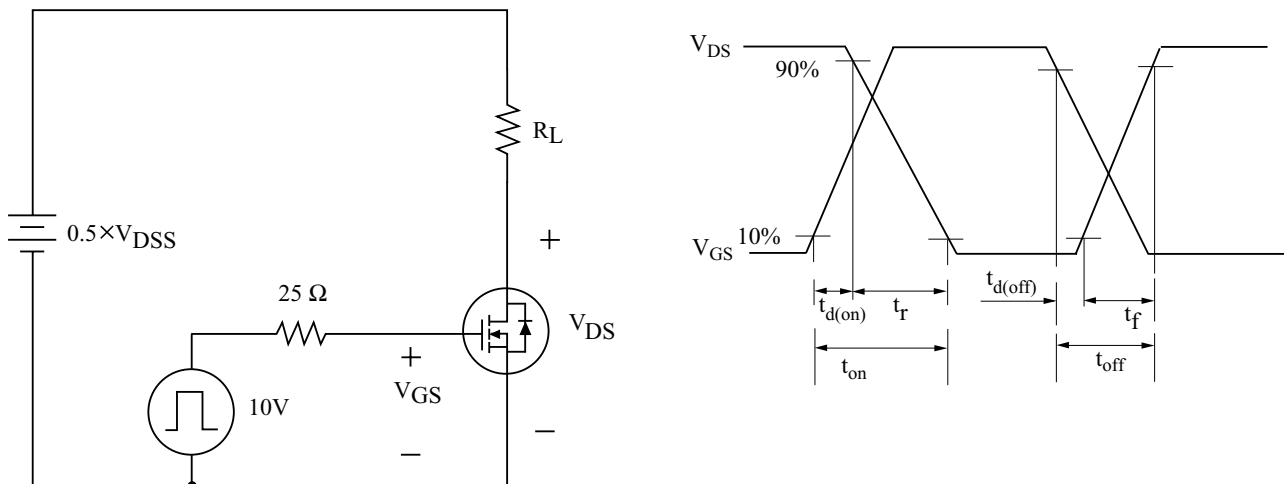 R_L
0.5×V_DSS
+
25 Ω
V_DS
+
V_GS
10V
−
−
V_DS
90%
V_GS
10%
t_d(on)
t_r
t_d(off)
t_f
t_on
t_off